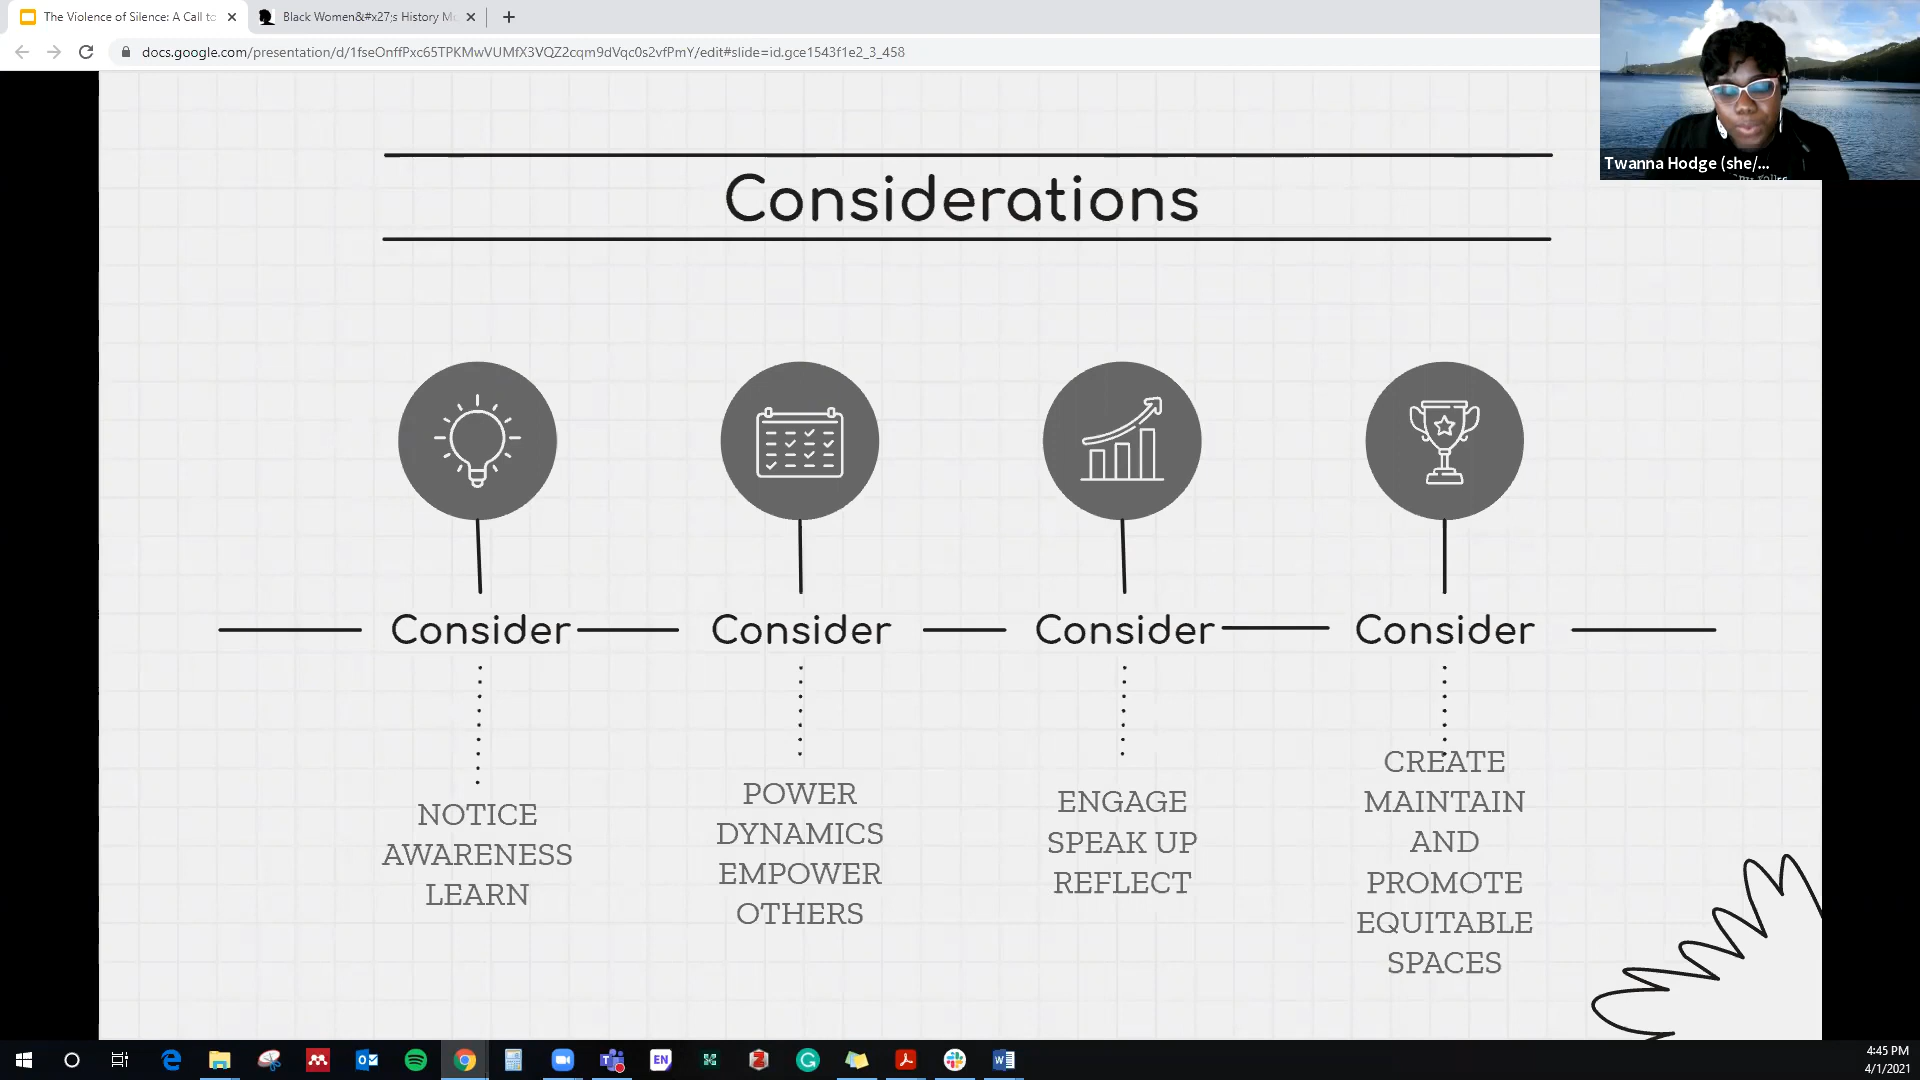 The Violence of Silence: A Call to
Black Women&#x27;s History M
docs.google.com/presentation/d/1fseOnffPxc65TPKMwVUMfX3VQZ2cqm9dVqc0s2vfPmY/edit#slide=id.gce1543f1e2_3_458
Twanna Hodge (she/...
Considerations
Consider
Consider
Consider
Consider
NOTICE
AWARENESS
LEARN
POWER
DYNAMICS
EMPOWER
OTHERS
ENGAGE
SPEAK UP
REFLECT
CREATE
MAINTAIN
AND
PROMOTE
EQUITABLE
SPACES
EN
4:45 PM
4/1/2021